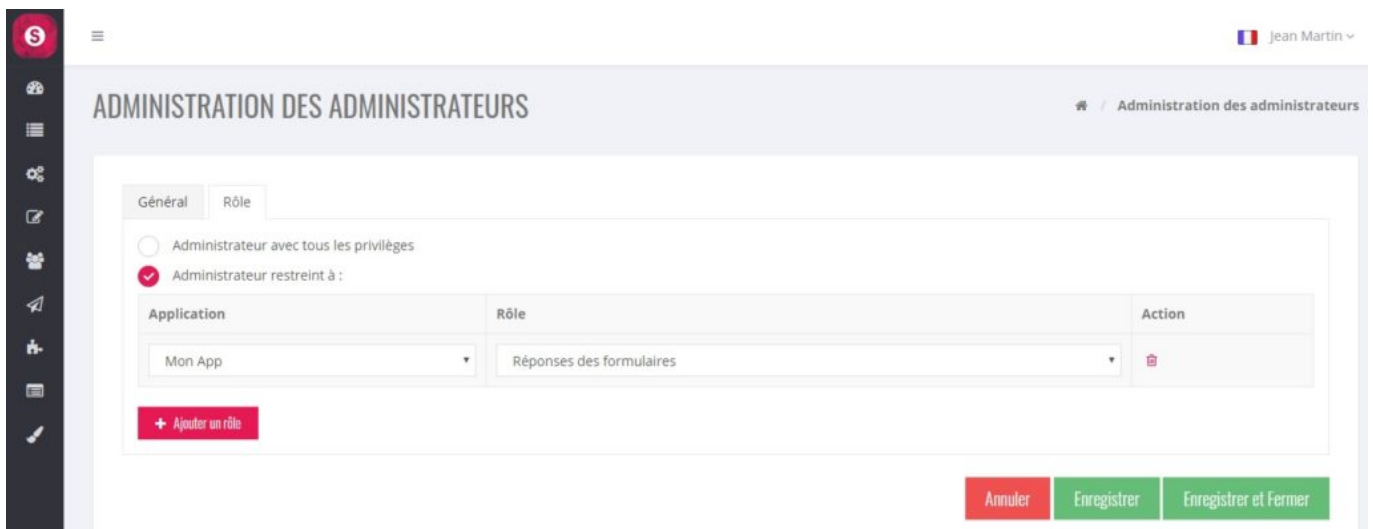 S
Jean Martin
ADMINISTRATION DES ADMINISTRATEURS
/ Administration des administrateurs
Général Rôle
Administrateur avec tous les privilèges
Administrateur restreint à :
Application Rôle Action
Mon App Réponses des formulaires
+ Ajouter un rôle
Annuler Enregistrer Enregistrer et Fermer